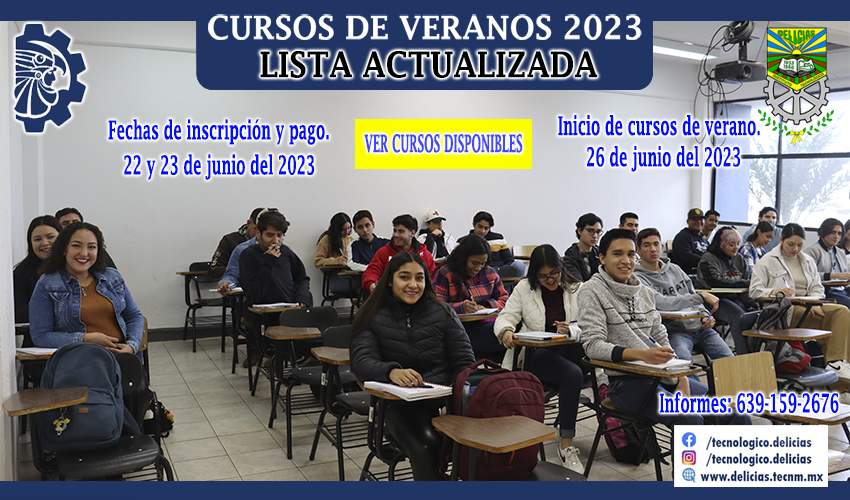 CURSOS DE VERANOS 2023
LISTA ACTUALIZADA
DELICIAS
Fechas de inscripción y pago.
22 y 23 de junio del 2023
VER CURSOS DISPONIBLES
Inicio de cursos de verano.
26 de junio del 2023
Informes: 639-159-2676
/tecnologico.delicias
/tecnologico.delicias
www.delicias.tecnm.mx